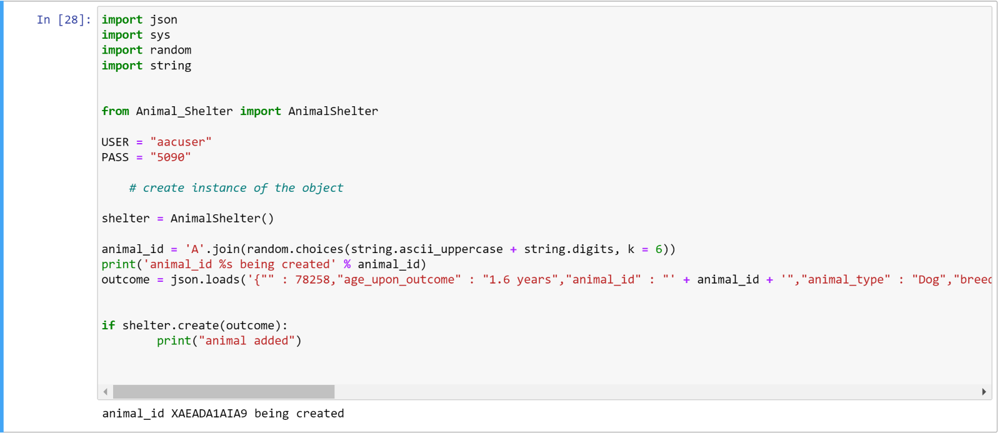 In [28]:
import json
import sys
import random
import string
from Animal_Shelter import AnimalShelter
USER = "aacuser"
PASS = "5090"
# create instance of the object
shelter = AnimalShelter()
animal_id = 'A'.join(random.choices(string.ascii_uppercase + string.digits, k = 6))
print('animal_id %s being created' % animal_id)
outcome = json.loads('{"" : 78258,"age_upon_outcome" : "1.6 years","animal_id" : "' + animal_id + '","animal_type" : "Dog","breed
if shelter.create(outcome):
print("animal added")
animal_id XAEADA1AIA9 being created